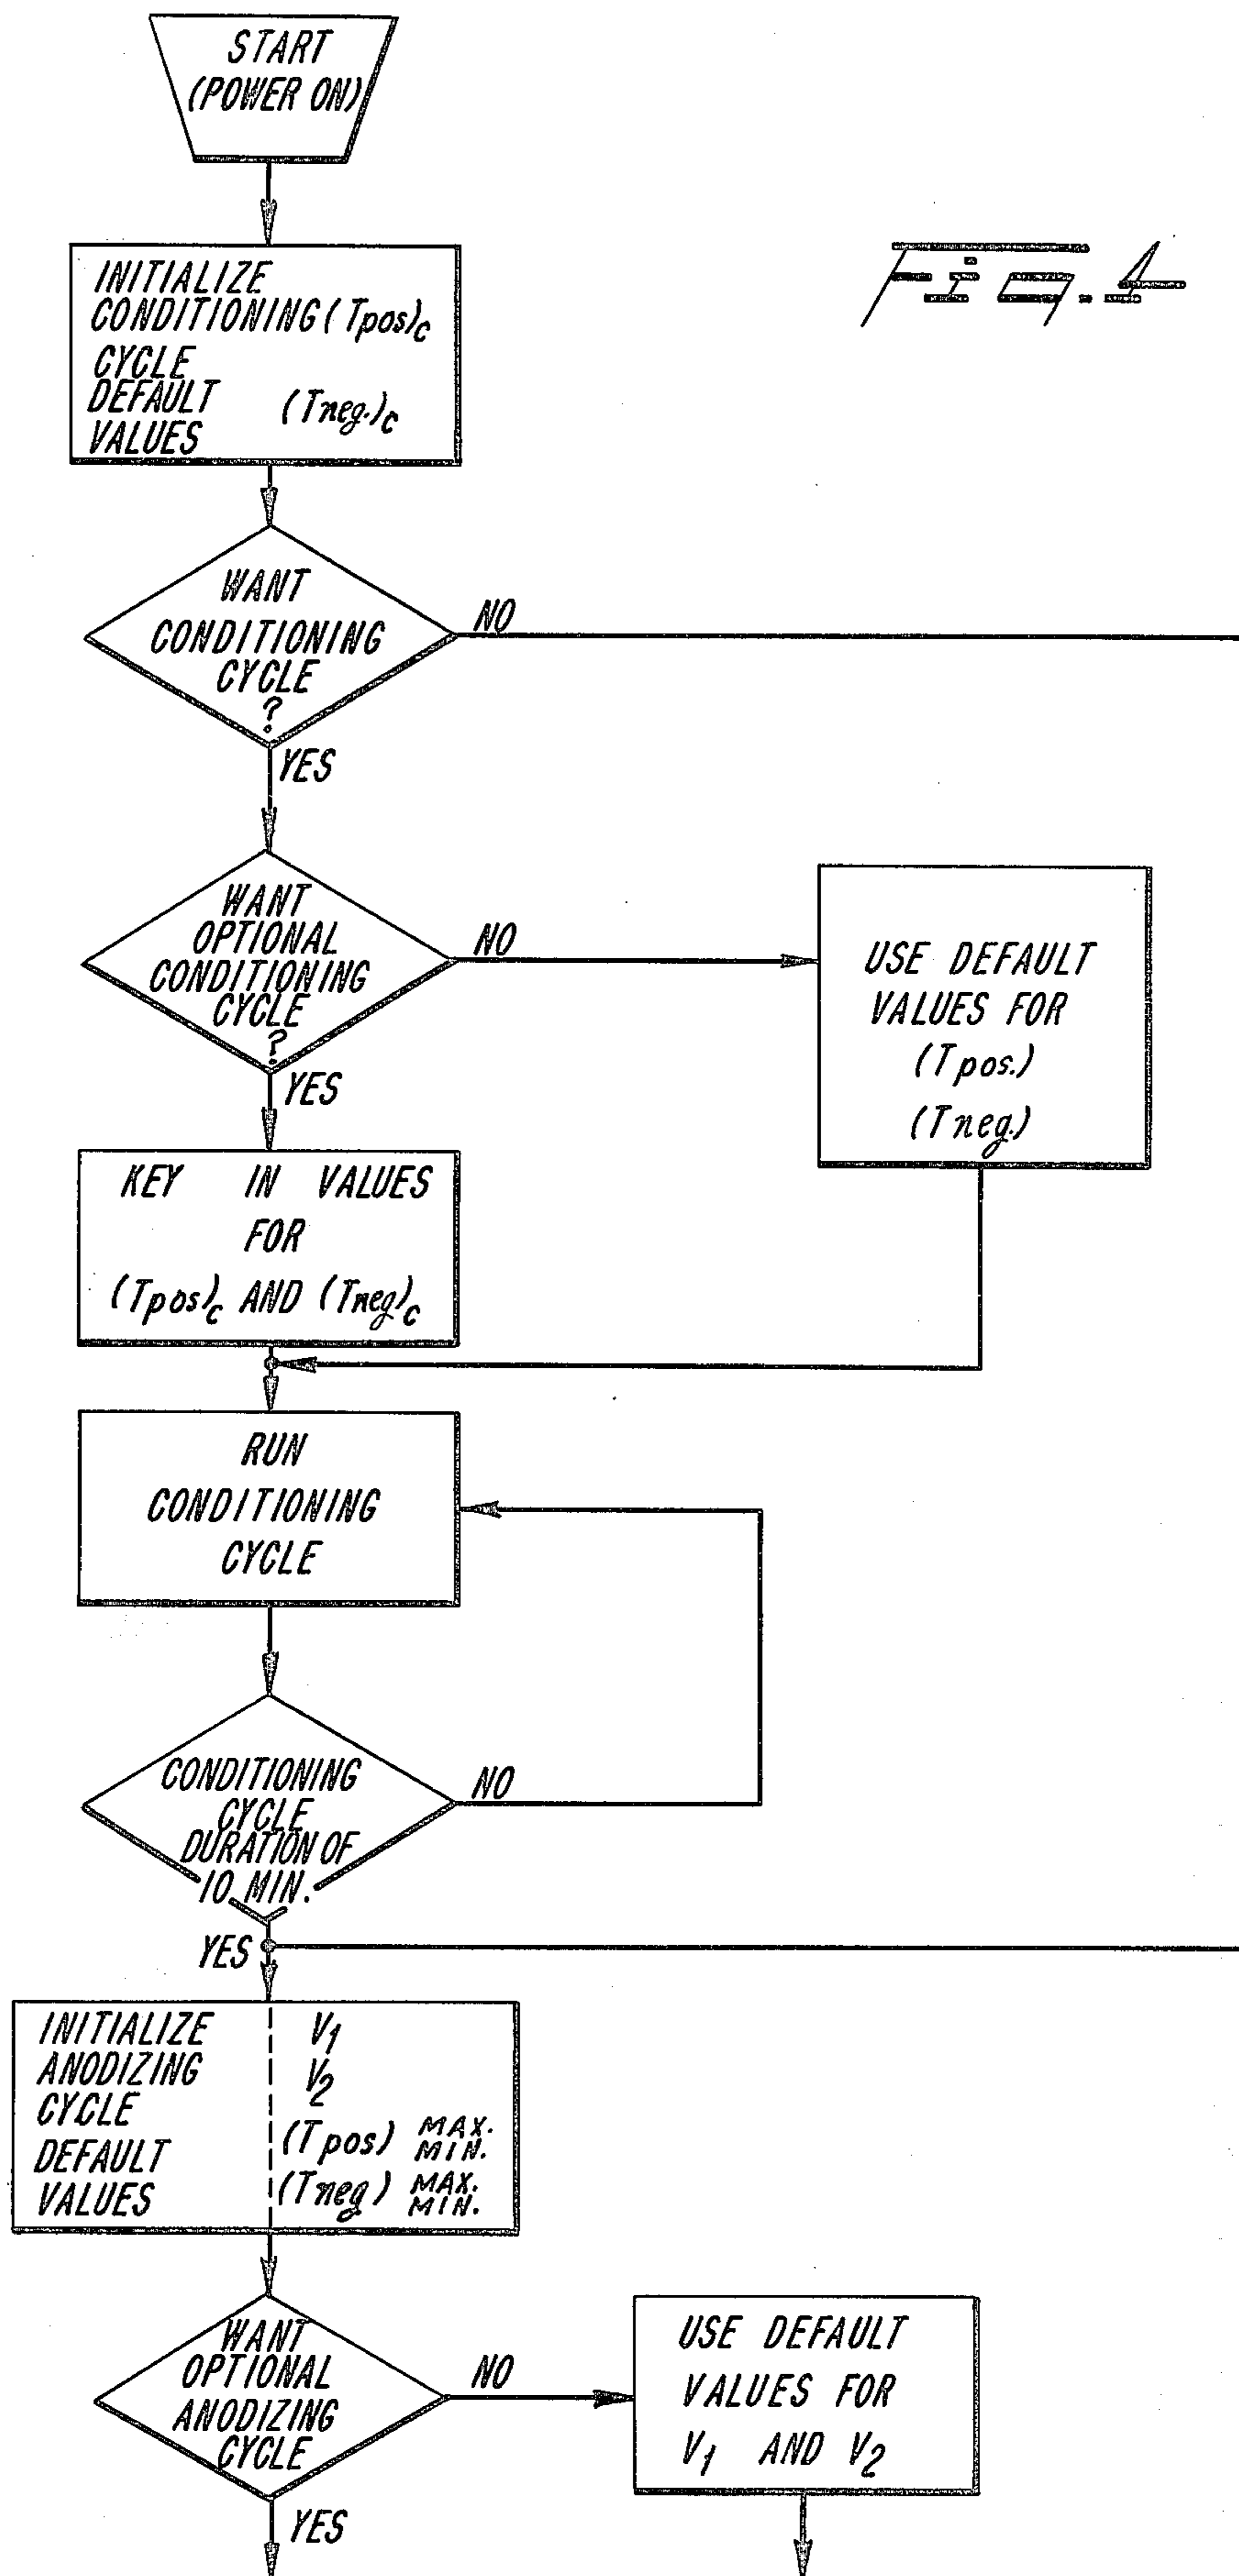 START
(POWER ON)
Fig. 4
INITIALIZE
CONDITIONING (Tpos)c
CYCLE
DEFAULT (Tneg.)c
VALUES
WANT
CONDITIONING
CYCLE
?
NO
YES
WANT
OPTIONAL
CONDITIONING
CYCLE
?
NO
YES
USE DEFAULT
VALUES FOR
(Tpos.)
(Tneg.)
KEY IN VALUES
FOR
(Tpos)c AND (Tneg)c
RUN
CONDITIONING
CYCLE
CONDITIONING
CYCLE
DURATION OF
10 MIN.
NO
YES
INITIALIZE V1
ANODIZING V2
CYCLE
(Tpos) MAX.
MIN.
DEFAULT
VALUES (Tneg.) MAX.
MIN.
WANT
OPTIONAL
ANODIZING
CYCLE
NO
YES
USE DEFAULT
VALUES FOR
V1 AND V2